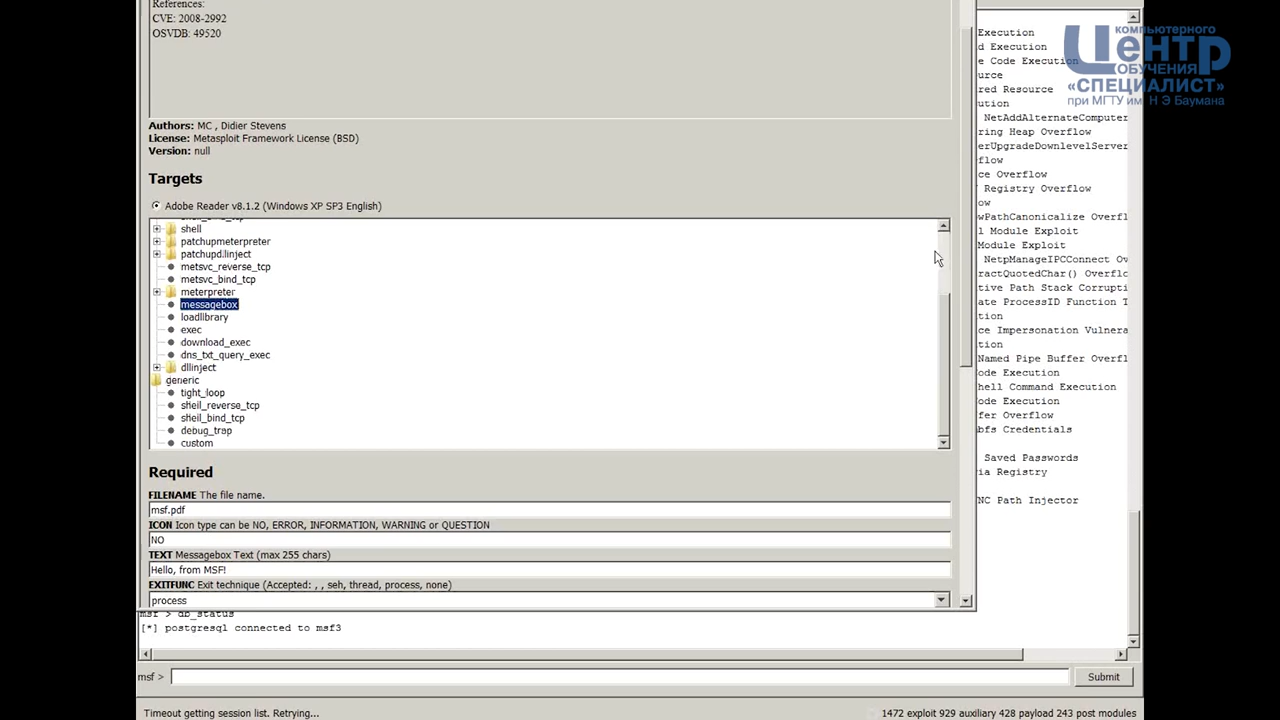 References:
CVE: 2008-2992
OSVDB: 49520
Authors: MC , Didier Stevens
License: Metasploit Framework License (BSD)
Version: null
Targets
Adobe Reader v8.1.2 (Windows XP SP3 English)
shell_bind_tcp
shell
patchupmeterpreter
patchupdllinject
metsvc_reverse_tcp
metsvc_bind_tcp
meterpreter
messagebox
loadlibrary
exec
download_exec
dns_txt_query_exec
dllinject
generic
tight_loop
shell_reverse_tcp
shell_bind_tcp
debug_trap
custom
Required
FILENAME The file name.
msf.pdf
ICON Icon type can be NO, ERROR, INFORMATION, WARNING or QUESTION
NO
TEXT Messagebox Text (max 255 chars)
Hello, from MSF!
EXITFUNC Exit technique (Accepted: , , seh, thread, process, none)
process
Execution
d Execution
e Code Execution
ource
red Resource
ution
NetAddAlternateComputer
ring Heap Overflow
erUpgradeDownlevelServer
flow
ce Overflow
Registry Overflow
ow
wPathCanonicalize Overfl
l Module Exploit
Module Exploit
NetpManageIPCConnect Ov
ractQuotedChar() Overflo
tive Path Stack Corrupti
ate ProcessID Function T
tion
ce Impersonation Vulnera
tion
Named Pipe Buffer Overfl
ode Execution
hell Command Execution
ode Execution
fer Overflow
bfs Credentials
Saved Passwords
ia Registry
NC Path Injector
компьютерного
Центр
ОБУЧЕНИЯ
«СПЕЦИАЛИСТ»
при МГТУ им. Н Э Баумана
msf > db_status
[*] postgresql connected to msf3
msf >
Submit
Timeout getting session list. Retrying...
1472 exploit 929 auxiliary 428 payload 243 post modules